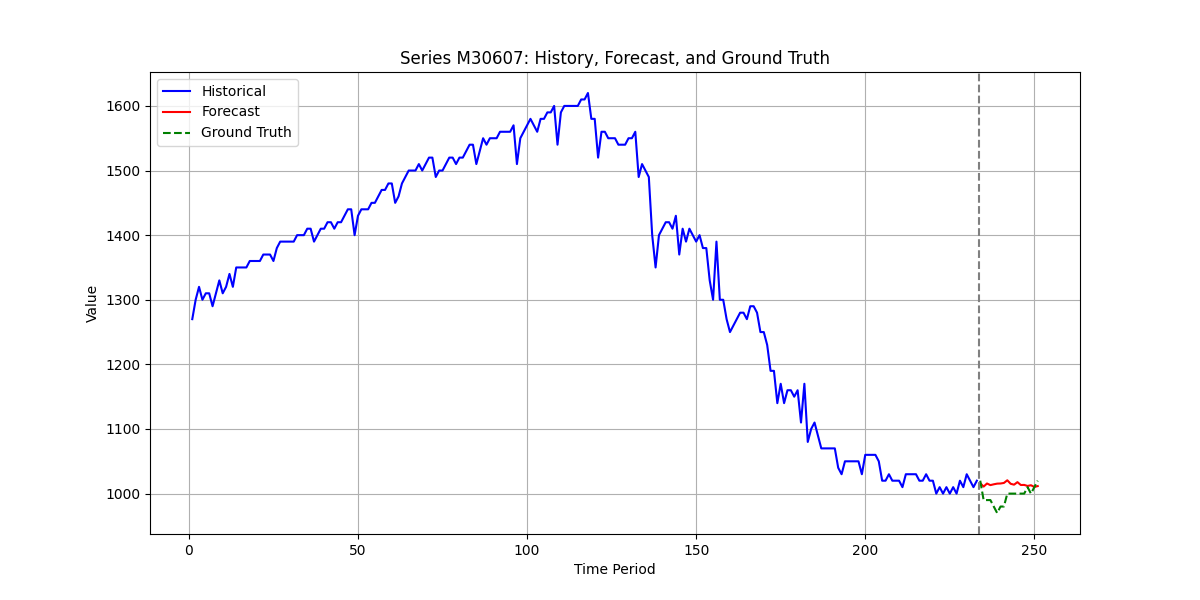 Series M30607: History, Forecast, and Ground Truth
Historical
Forecast
Ground Truth
Value
1600
1500
1400
1300
1200
1100
1000
0 50 100 150 200 250
Time Period